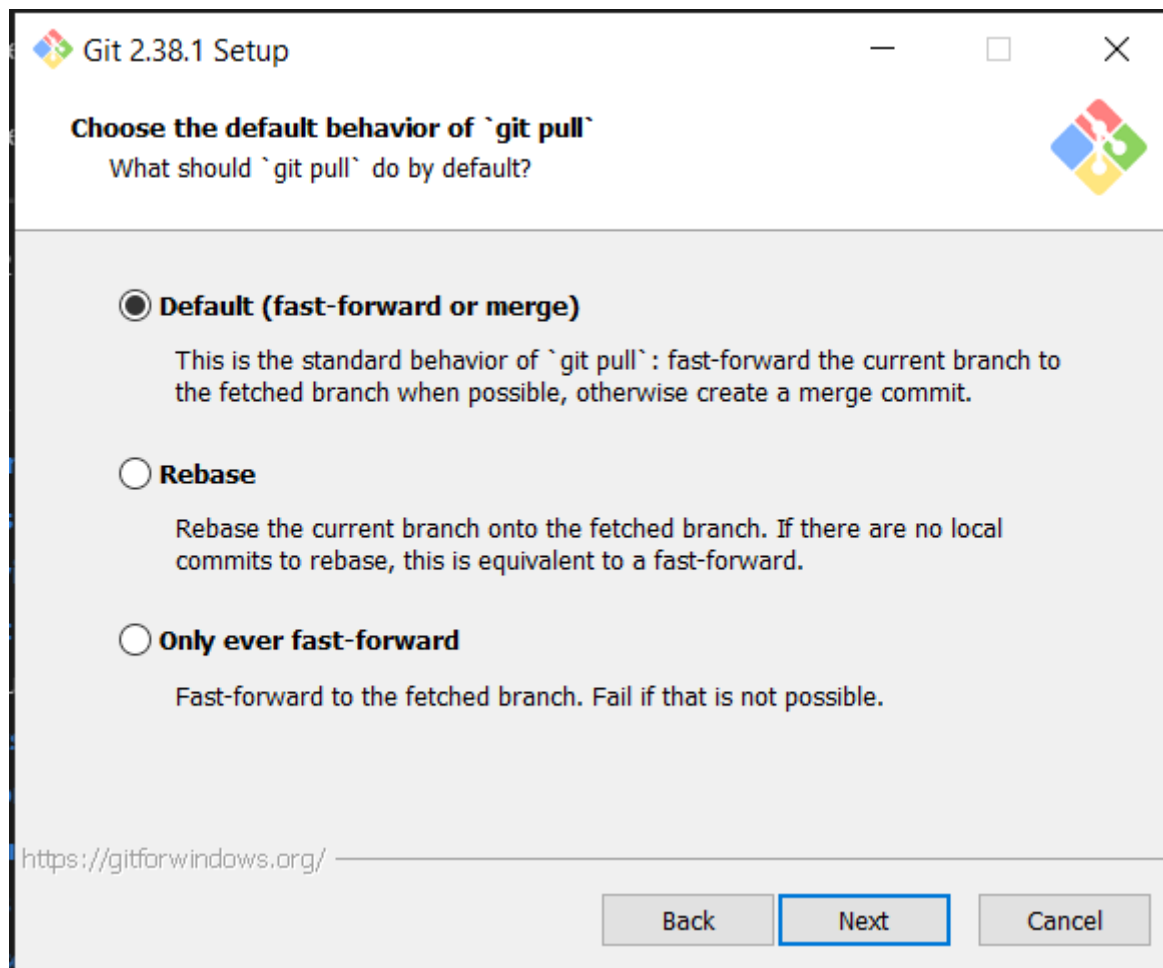 Git 2.38.1 Setup
Choose the default behavior of `git pull`
What should `git pull` do by default?
Default (fast-forward or merge)
This is the standard behavior of `git pull`: fast-forward the current branch to
the fetched branch when possible, otherwise create a merge commit.
Rebase
Rebase the current branch onto the fetched branch. If there are no local
commits to rebase, this is equivalent to a fast-forward.
Only ever fast-forward
Fast-forward to the fetched branch. Fail if that is not possible.
https://gitforwindows.org/
Back Next Cancel